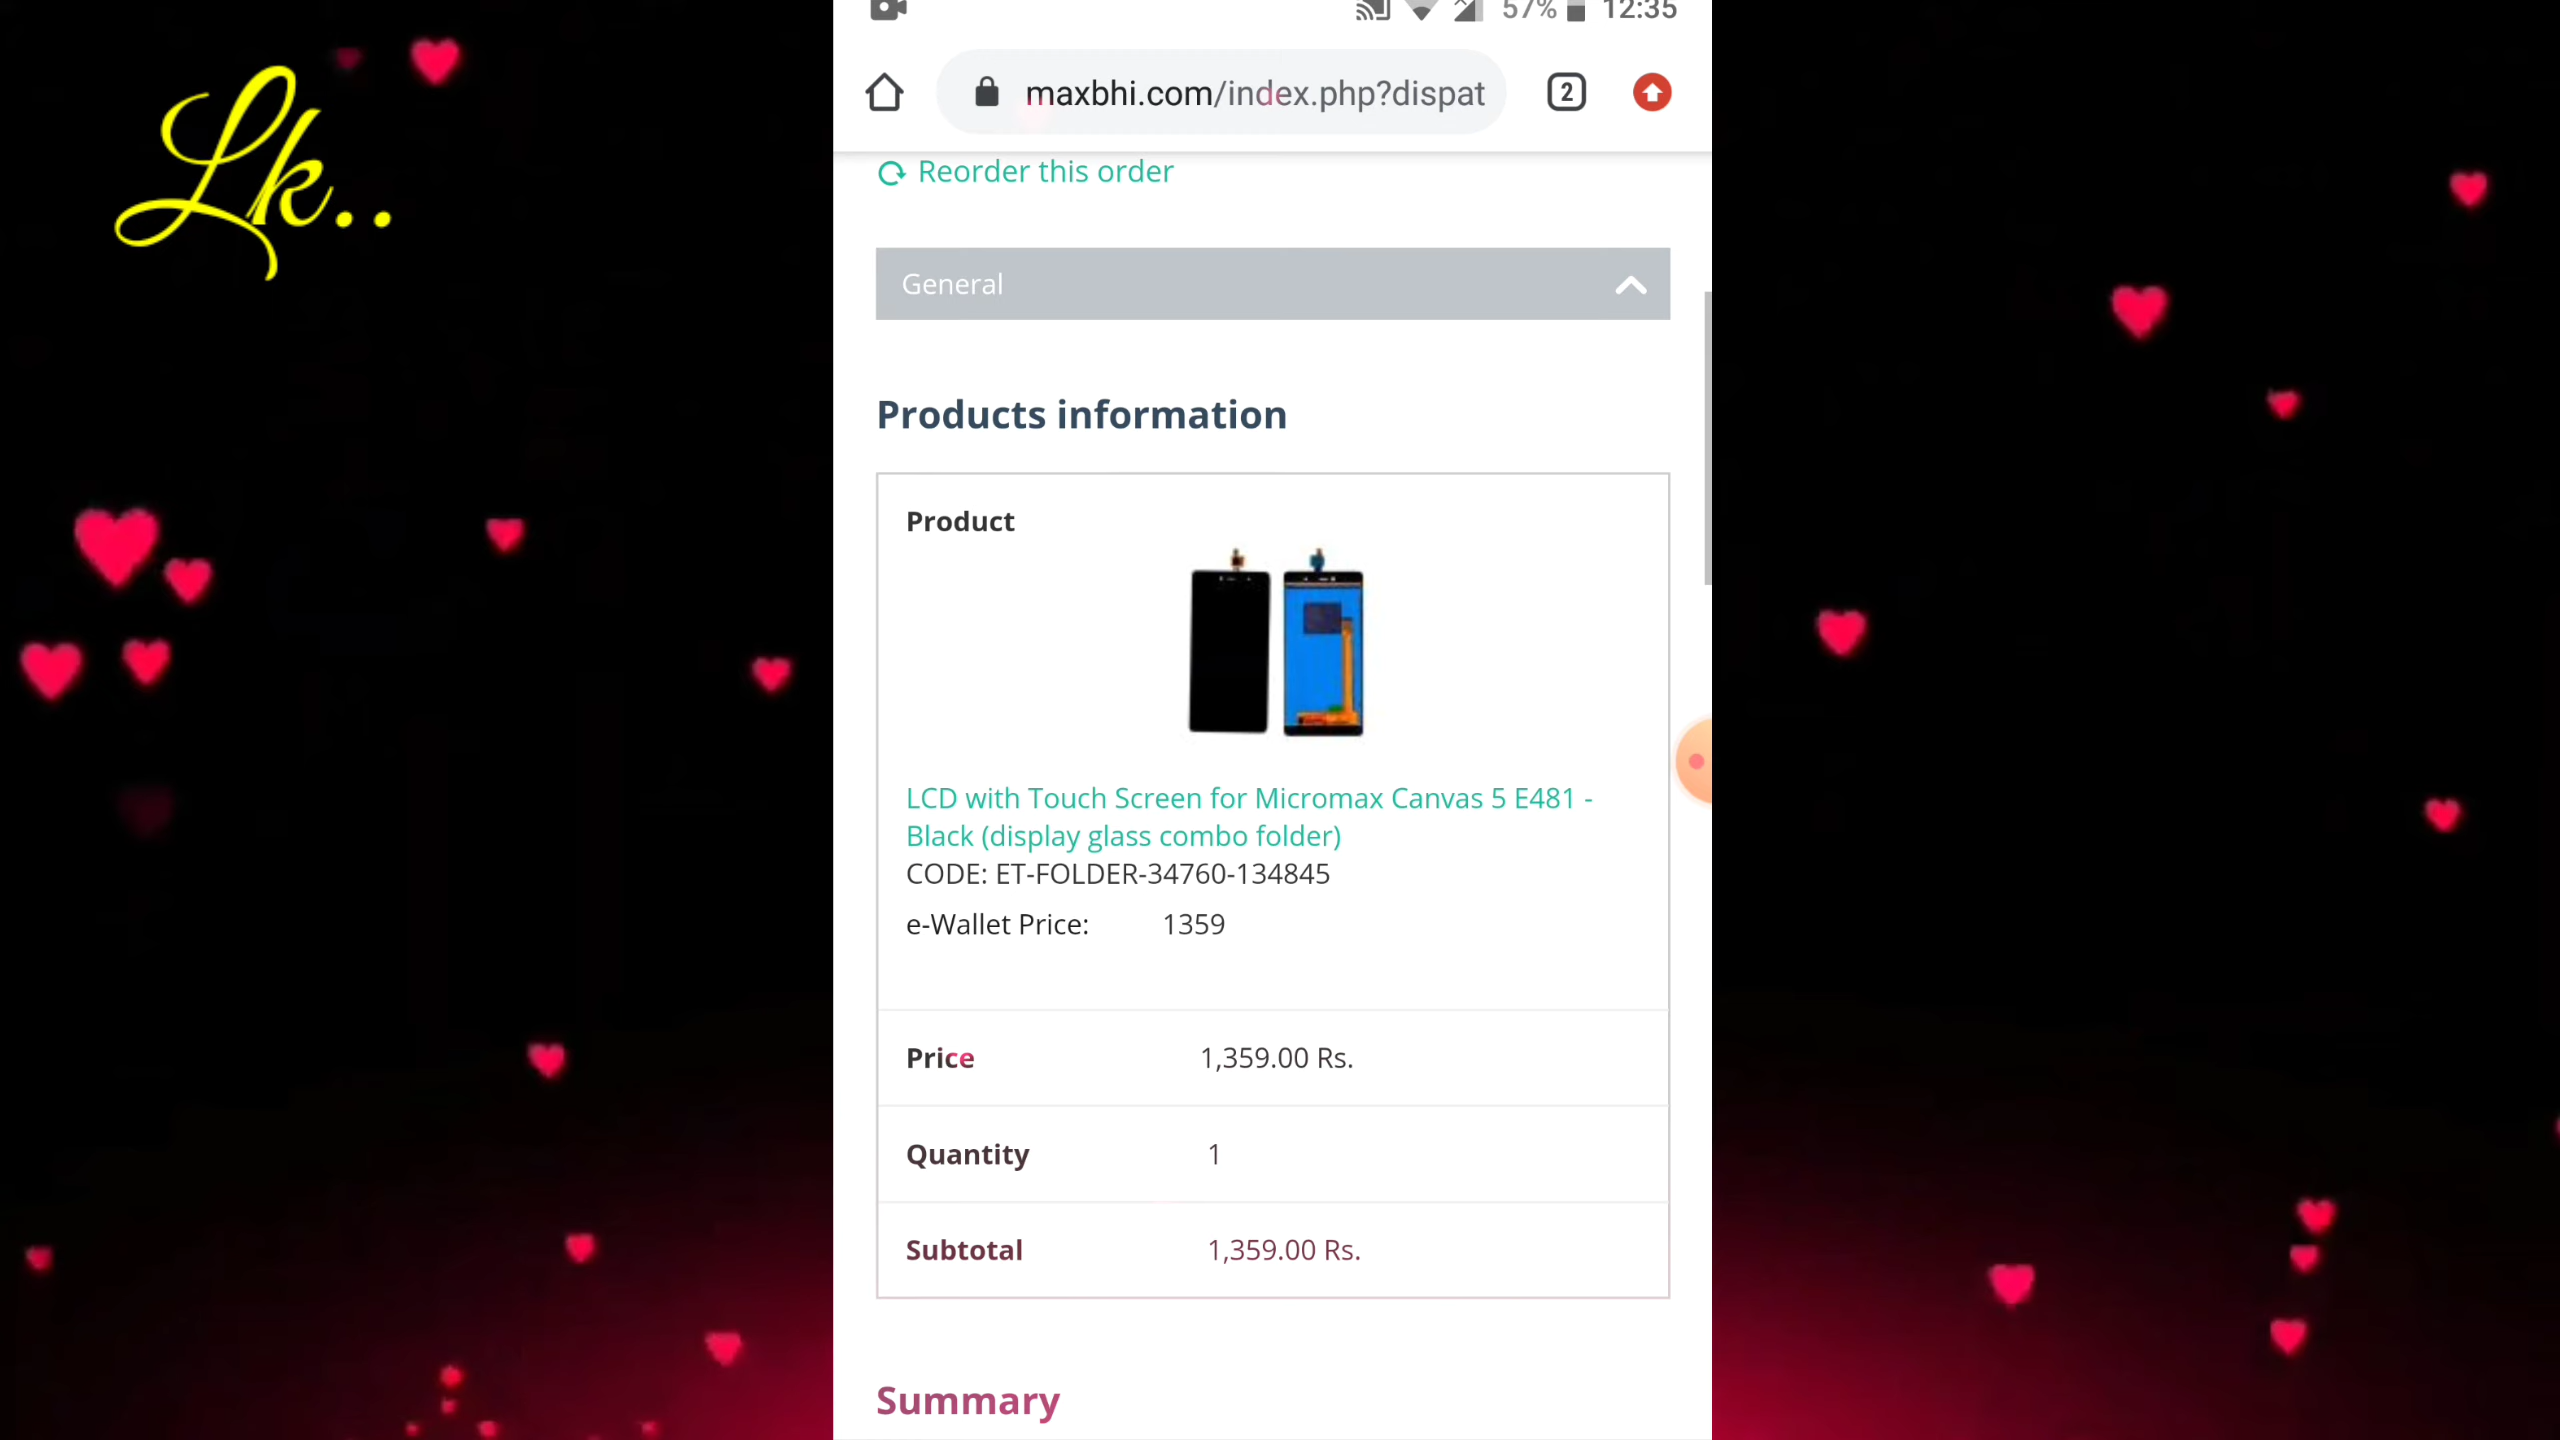 Lk..
57% 12:35
maxbhi.com/index.php?dispat
2
Reorder this order
General
Products information
Product
LCD with Touch Screen for Micromax Canvas 5 E481 -
Black (display glass combo folder)
CODE: ET-FOLDER-34760-134845
e-Wallet Price: 1359
Price 1,359.00 Rs.
Quantity 1
Subtotal 1,359.00 Rs.
Summary